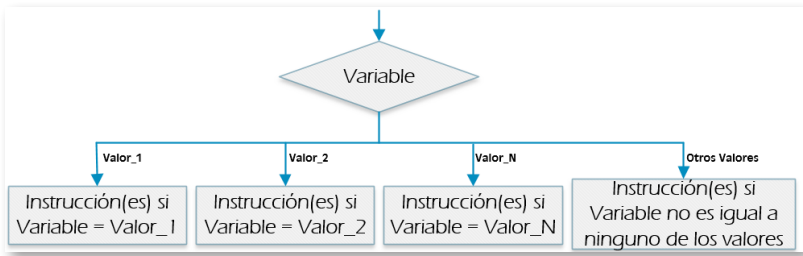 Variable
Valor_1
Valor_2
Valor_N
Otros Valores
Instrucción(es) si
Variable = Valor_1
Instrucción(es) si
Variable = Valor_2
Instrucción(es) si
Variable = Valor_N
Instrucción(es) si
Variable no es igual a
ninguno de los valores